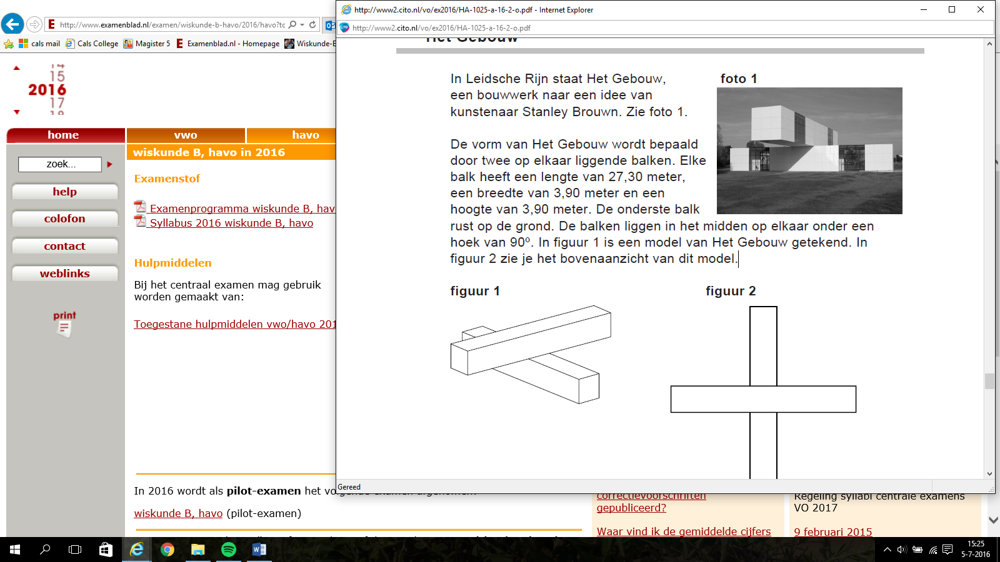 http://www2.cito.nl/vo/ex2016/HA-1025-a-16-2-o.pdf - Internet Explorer
http://www.examenblad.nl/examen/wiskunde-b-havo/2016/havo?tc
http://www2.cito.nl/vo/ex2016/HA-1025-a-16-2-o.pdf
cals mail
Cals College
Magister 5
Examenblad.nl - Homepage
Wiskunde-E
14
15
2016
17
18
home
vwo
havo
wiskunde B, havo in 2016
zoek...
help
colofon
contact
weblinks
print
Examenstof
Examenprogramma wiskunde B, hav
Syllabus 2016 wiskunde B, havo
Hulpmiddelen
Bij het centraal examen mag gebruik
worden gemaakt van:
Toegestane hulpmiddelen vwo/havo 201
In 2016 wordt als pilot-examen het vo
wiskunde B, havo (pilot-examen)
Het Gebouw
In Leidsche Rijn staat Het Gebouw,
een bouwwerk naar een idee van
kunstenaar Stanley Brouwn. Zie foto 1.
foto 1
De vorm van Het Gebouw wordt bepaald
door twee op elkaar liggende balken. Elke
balk heeft een lengte van 27,30 meter,
een breedte van 3,90 meter en een
hoogte van 3,90 meter. De onderste balk
rust op de grond. De balken liggen in het midden op elkaar onder een
hoek van 90º. In figuur 1 is een model van Het Gebouw getekend. In
figuur 2 zie je het bovenaanzicht van dit model.
figuur 1
figuur 2
Gereed
correctievoorschriften
gepubliceerd?
Waar vind ik de gemiddelde cijfers
Regeling syllabi centrale examens
VO 2017
9 februari 2015
15:25
5-7-2016